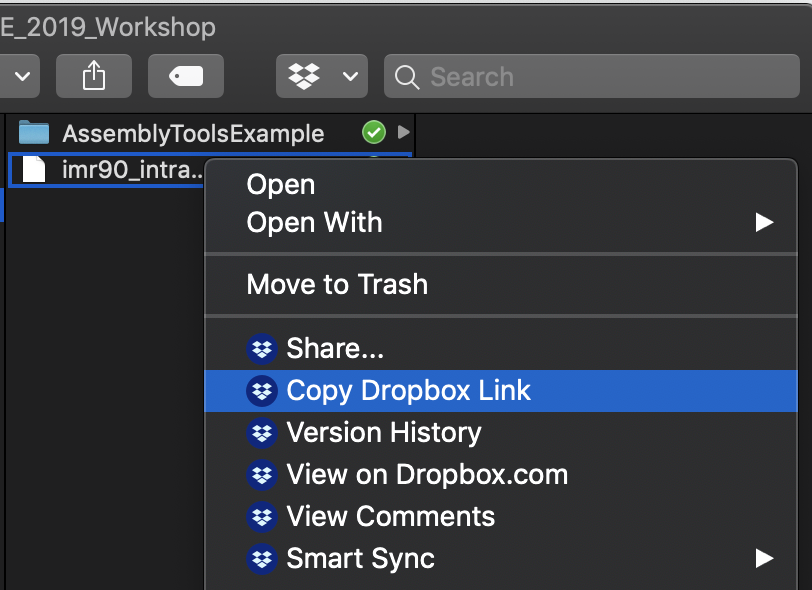 E_2019_Workshop
Search
AssemblyToolsExample
imr90_intra...
Open
Open With
Move to Trash
Share...
Copy Dropbox Link
Version History
View on Dropbox.com
View Comments
Smart Sync